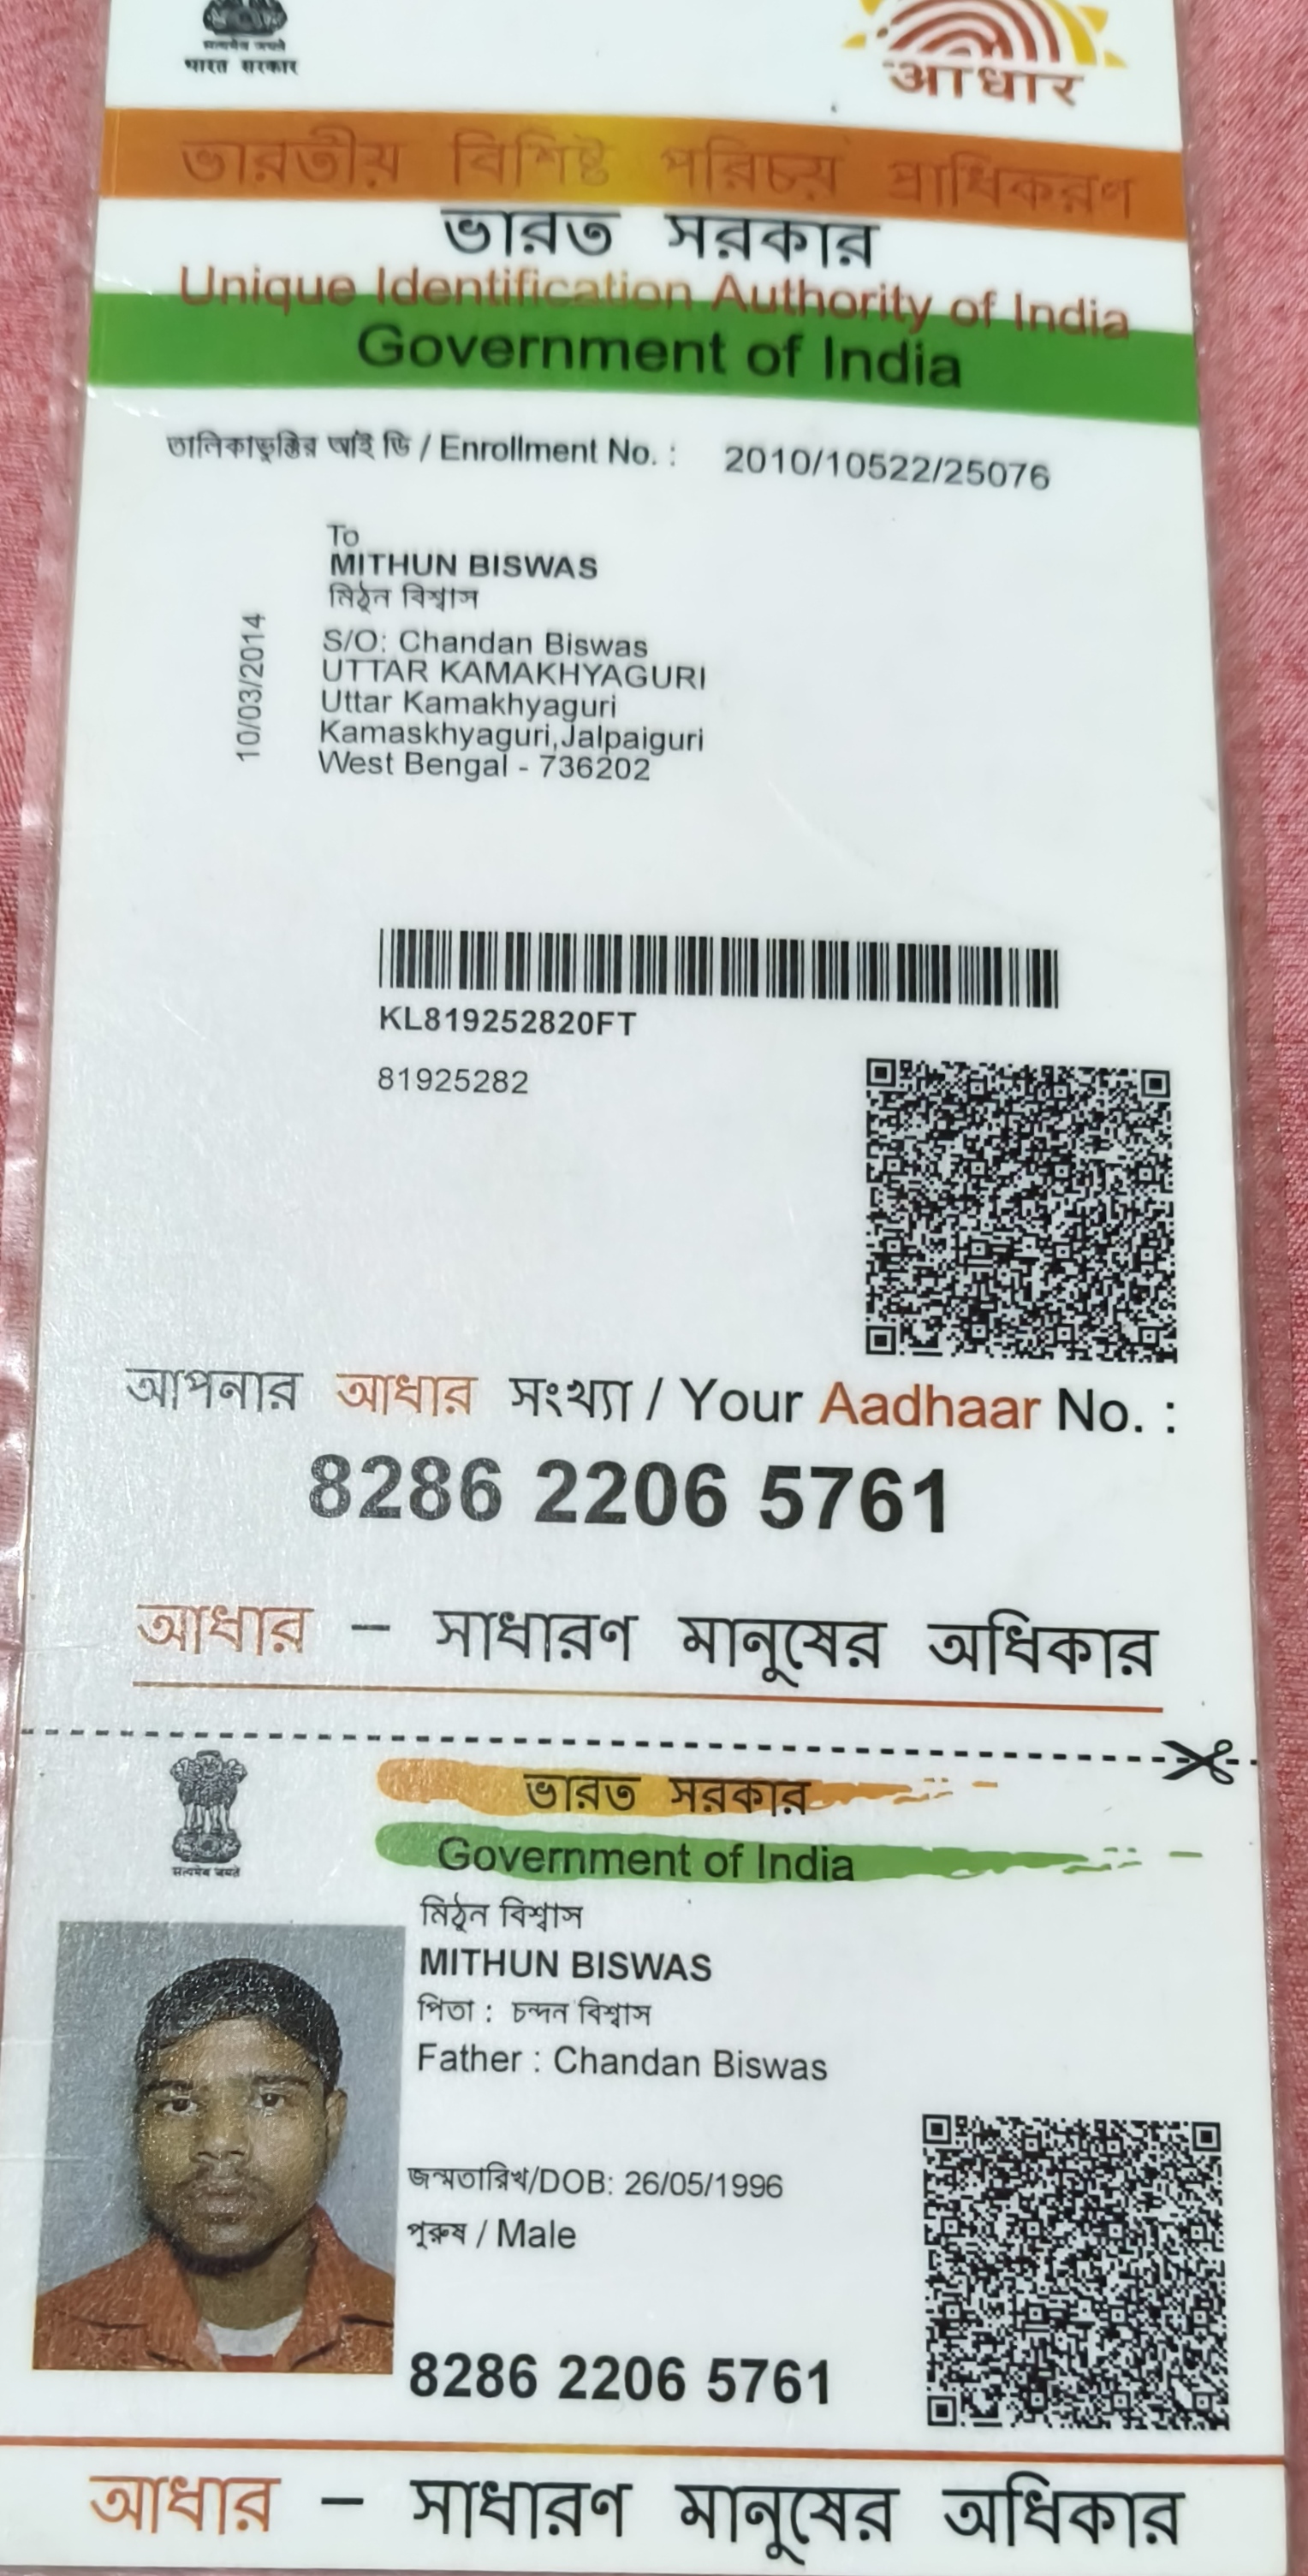 सत्यमेव जयते
भारत सरकार
आधार
ভারতীয় বিশিষ্ট পরিচয় প্রাধিকরণ
ভারত সরকার
Unique Identification Authority of India
Government of India
তালিকাভুক্তির আই ডি / Enrollment No. : 2010/10522/25076
To
MITHUN BISWAS
মিঠুন বিশ্বাস
S/O: Chandan Biswas
UTTAR KAMAKHYAGURI
Uttar Kamakhyaguri
Kamaskhyaguri,Jalpaiguri
West Bengal - 736202
10/03/2014
KL819252820FT
81925282
আপনার আধার সংখ্যা / Your Aadhaar No. :
8286 2206 5761
আধার – সাধারণ মানুষের অধিকার
सत्यमेव जयते
ভারত সরকার
Government of India
মিঠুন বিশ্বাস
MITHUN BISWAS
পিতা : চন্দন বিশ্বাস
Father : Chandan Biswas
জন্মতারিখ/DOB: 26/05/1996
পুরুষ / Male
8286 2206 5761
আধার – সাধারণ মানুষের অধিকার